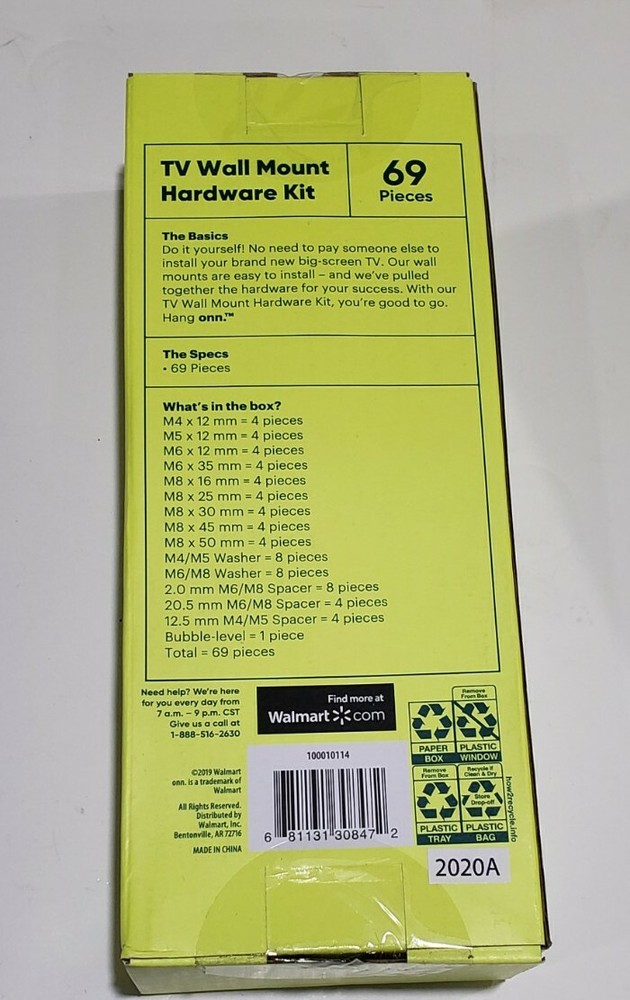 TV Wall Mount
Hardware Kit
69
Pieces
The Basics
Do it yourself! No need to pay someone else to
install your brand new big-screen TV. Our wall
mounts are easy to install – and we've pulled
together the hardware for your success. With our
TV Wall Mount Hardware Kit, you're good to go.
Hang onn.™
The Specs
• 69 Pieces
What's in the box?
M4 x 12 mm = 4 pieces
M5 x 12 mm = 4 pieces
M6 x 12 mm = 4 pieces
M6 x 35 mm = 4 pieces
M8 x 16 mm = 4 pieces
M8 x 25 mm = 4 pieces
M8 x 30 mm = 4 pieces
M8 x 45 mm = 4 pieces
M8 x 50 mm = 4 pieces
M4/M5 Washer = 8 pieces
M6/M8 Washer = 8 pieces
2.0 mm M6/M8 Spacer = 8 pieces
20.5 mm M6/M8 Spacer = 4 pieces
12.5 mm M4/M5 Spacer = 4 pieces
Bubble-level = 1 piece
Total = 69 pieces
Need help? We're here
for you every day from
7 a.m. – 9 p.m. CST
Give us a call at
1-888-516-2630
©2019 Walmart
onn. is a trademark of
Walmart
All Rights Reserved.
Distributed by
Walmart, Inc.
Bentonville, AR 72716
MADE IN CHINA
Find more at
Walmart com
100010114
6 81131 30847 2
PAPER
BOX
Remove
From Box
PLASTIC
WINDOW
Remove
From Box
PLASTIC
TRAY
Recycle if
Clean & Dry
Store
Drop-off
PLASTIC
BAG
how2recycle.info
2020A